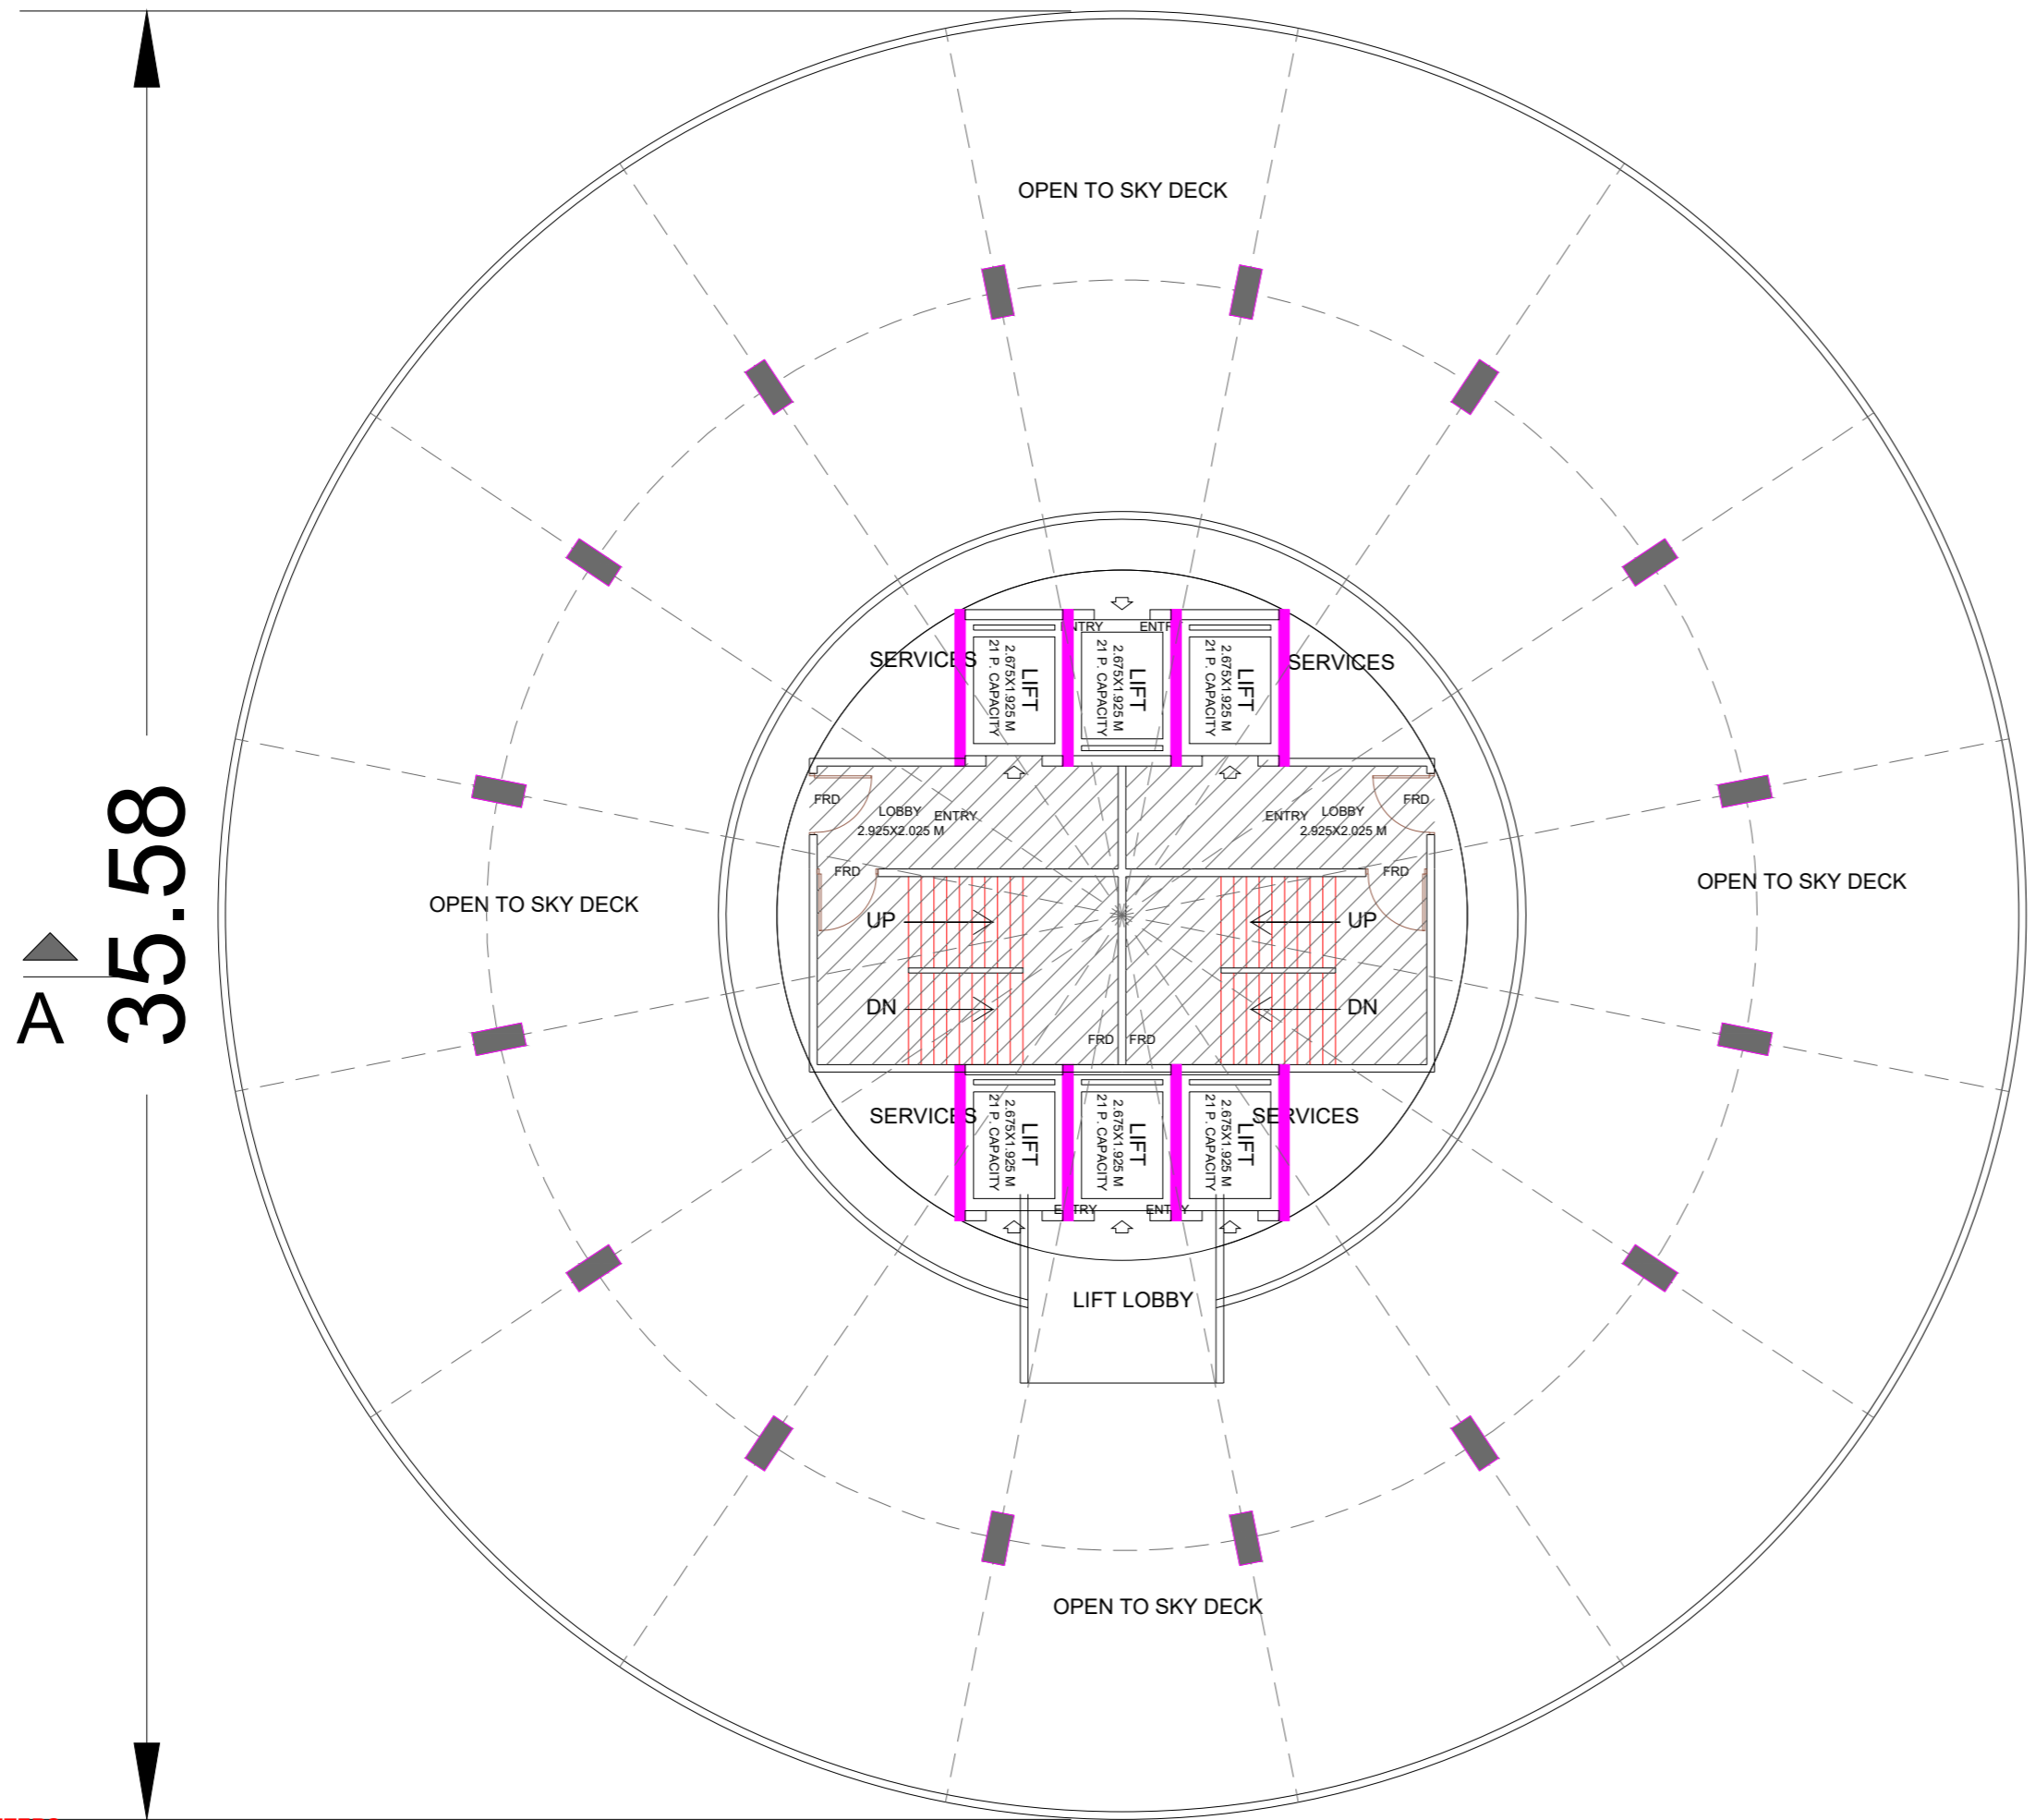 OPEN TO SKY DECK
ENTRY
SERVICES
LIFT
2.675X1.925 M
21 P. CAPACITY
LIFT
2.675X1.925 M
21 P. CAPACITY
LIFT
2.675X1.925 M
21 P. CAPACITY
SERVICES
FRD
LOBBY
2.925X2.025 M
ENTRY
ENTRY
LOBBY
2.925X2.025 M
FRD
FRD
FRD
35.58
OPEN TO SKY DECK
OPEN TO SKY DECK
UP
UP
A
DN
DN
FRD
FRD
SERVICES
LIFT
2.675X1.925 M
21 P. CAPACITY
LIFT
2.675X1.925 M
21 P. CAPACITY
LIFT
2.675X1.925 M
21 P. CAPACITY
SERVICES
ENTRY
ENTRY
LIFT LOBBY
OPEN TO SKY DECK